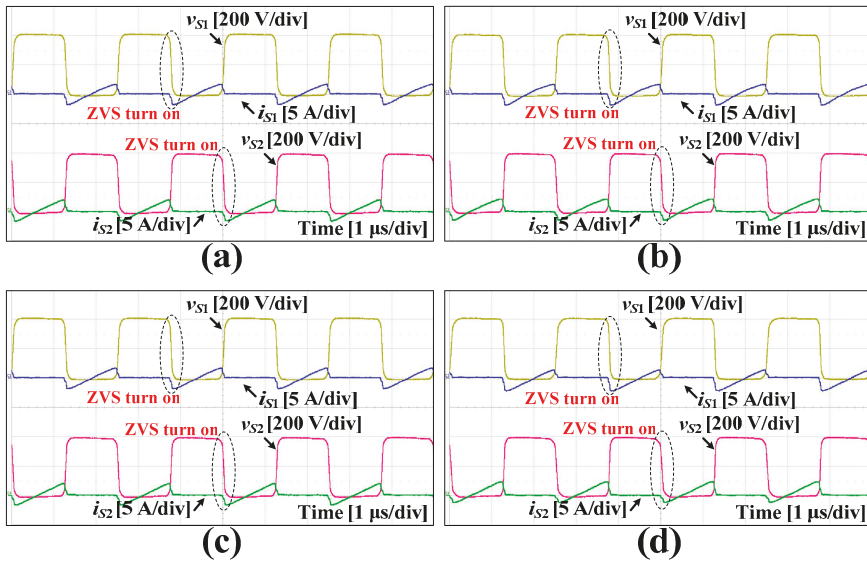 vS1 [200 V/div]
ZVS turn on
iS1 [5 A/div]
ZVS turn on
vS2 [200 V/div]
iS2 [5 A/div]
Time [1 µs/div]
(a)
vS1 [200 V/div]
ZVS turn on
iS1 [5 A/div]
ZVS turn on
vS2 [200 V/div]
iS2 [5 A/div]
Time [1 µs/div]
(b)
vS1 [200 V/div]
ZVS turn on
iS1 [5 A/div]
ZVS turn on
vS2 [200 V/div]
iS2 [5 A/div]
Time [1 µs/div]
(c)
vS1 [200 V/div]
ZVS turn on
iS1 [5 A/div]
ZVS turn on
vS2 [200 V/div]
iS2 [5 A/div]
Time [1 µs/div]
(d)